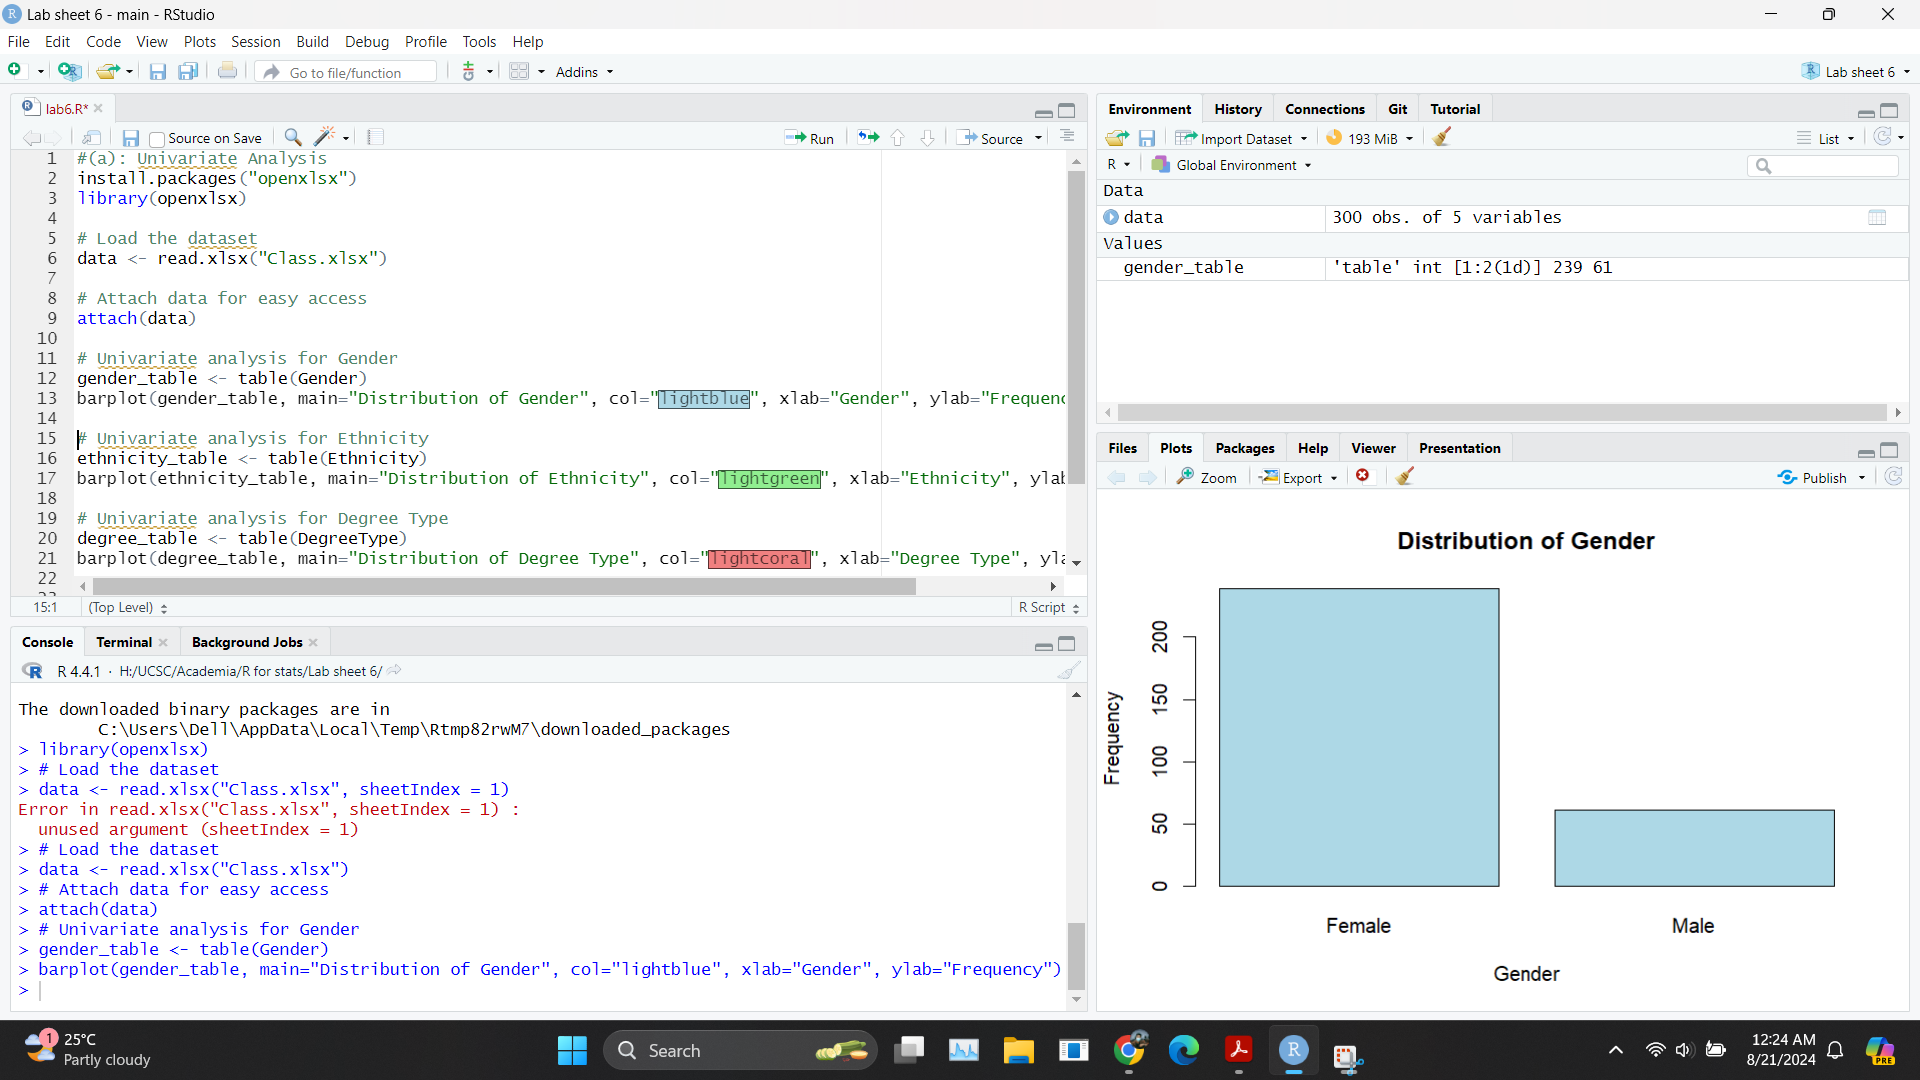 Lab sheet 6 - main - RStudio
File Edit Code View Plots Session Build Debug Profile Tools Help
Go to file/function Addins Lab sheet 6
lab6.R*
Source on Save Run Source
1 #(a): Univariate Analysis
2 install.packages("openxlsx")
3 library(openxlsx)
4
5 # Load the dataset
6 data <- read.xlsx("Class.xlsx")
7
8 # Attach data for easy access
9 attach(data)
10
11 # Univariate analysis for Gender
12 gender_table <- table(Gender)
13 barplot(gender_table, main="Distribution of Gender", col="lightblue", xlab="Gender", ylab="Frequenc
14
15 # Univariate analysis for Ethnicity
16 ethnicity_table <- table(Ethnicity)
17 barplot(ethnicity_table, main="Distribution of Ethnicity", col="lightgreen", xlab="Ethnicity", ylab
18
19 # Univariate analysis for Degree Type
20 degree_table <- table(DegreeType)
21 barplot(degree_table, main="Distribution of Degree Type", col="lightcoral", xlab="Degree Type", yla
22
15:1 (Top Level) R Script
Console Terminal Background Jobs
R 4.4.1 · H:/UCSC/Academia/R for stats/Lab sheet 6/
The downloaded binary packages are in
C:\Users\Dell\AppData\Local\Temp\Rtmp82rwM7\downloaded_packages
> library(openxlsx)
> # Load the dataset
> data <- read.xlsx("Class.xlsx", sheetIndex = 1)
Error in read.xlsx("Class.xlsx", sheetIndex = 1) :
unused argument (sheetIndex = 1)
> # Load the dataset
> data <- read.xlsx("Class.xlsx")
> # Attach data for easy access
> attach(data)
> # Univariate analysis for Gender
> gender_table <- table(Gender)
> barplot(gender_table, main="Distribution of Gender", col="lightblue", xlab="Gender", ylab="Frequency")
>
Environment History Connections Git Tutorial
Import Dataset 193 MiB List
R Global Environment
Data
data 300 obs. of 5 variables
Values
gender_table 'table' int [1:2(1d)] 239 61
Files Plots Packages Help Viewer Presentation
Zoom Export Publish
Distribution of Gender
Frequency
200
150
100
50
0
Female Male
Gender
1 25°C
Partly cloudy
Search
12:24 AM
8/21/2024
PRE